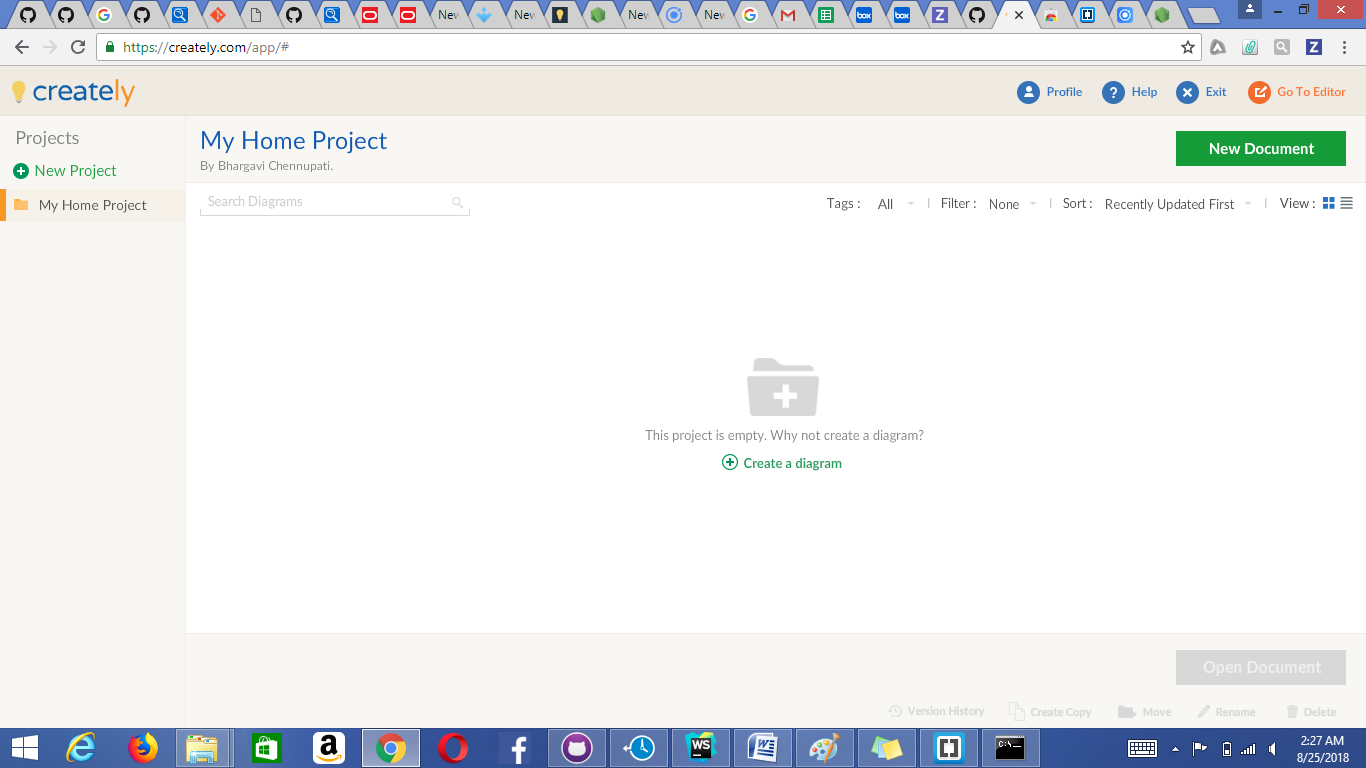 New
New
New
New
box
box
Z
https://creately.com/app/#
Z
creately
Profile
? Help
Exit
Go To Editor
Projects
New Project
My Home Project
My Home Project
By Bhargavi Chennupati.
New Document
Search Diagrams
Tags : All
Filter : None
Sort : Recently Updated First
View :
This project is empty. Why not create a diagram?
Create a diagram
Open Document
Version History
Create Copy
Move
Rename
Delete
a
f
WS
W
C:\_
2:27 AM
8/25/2018